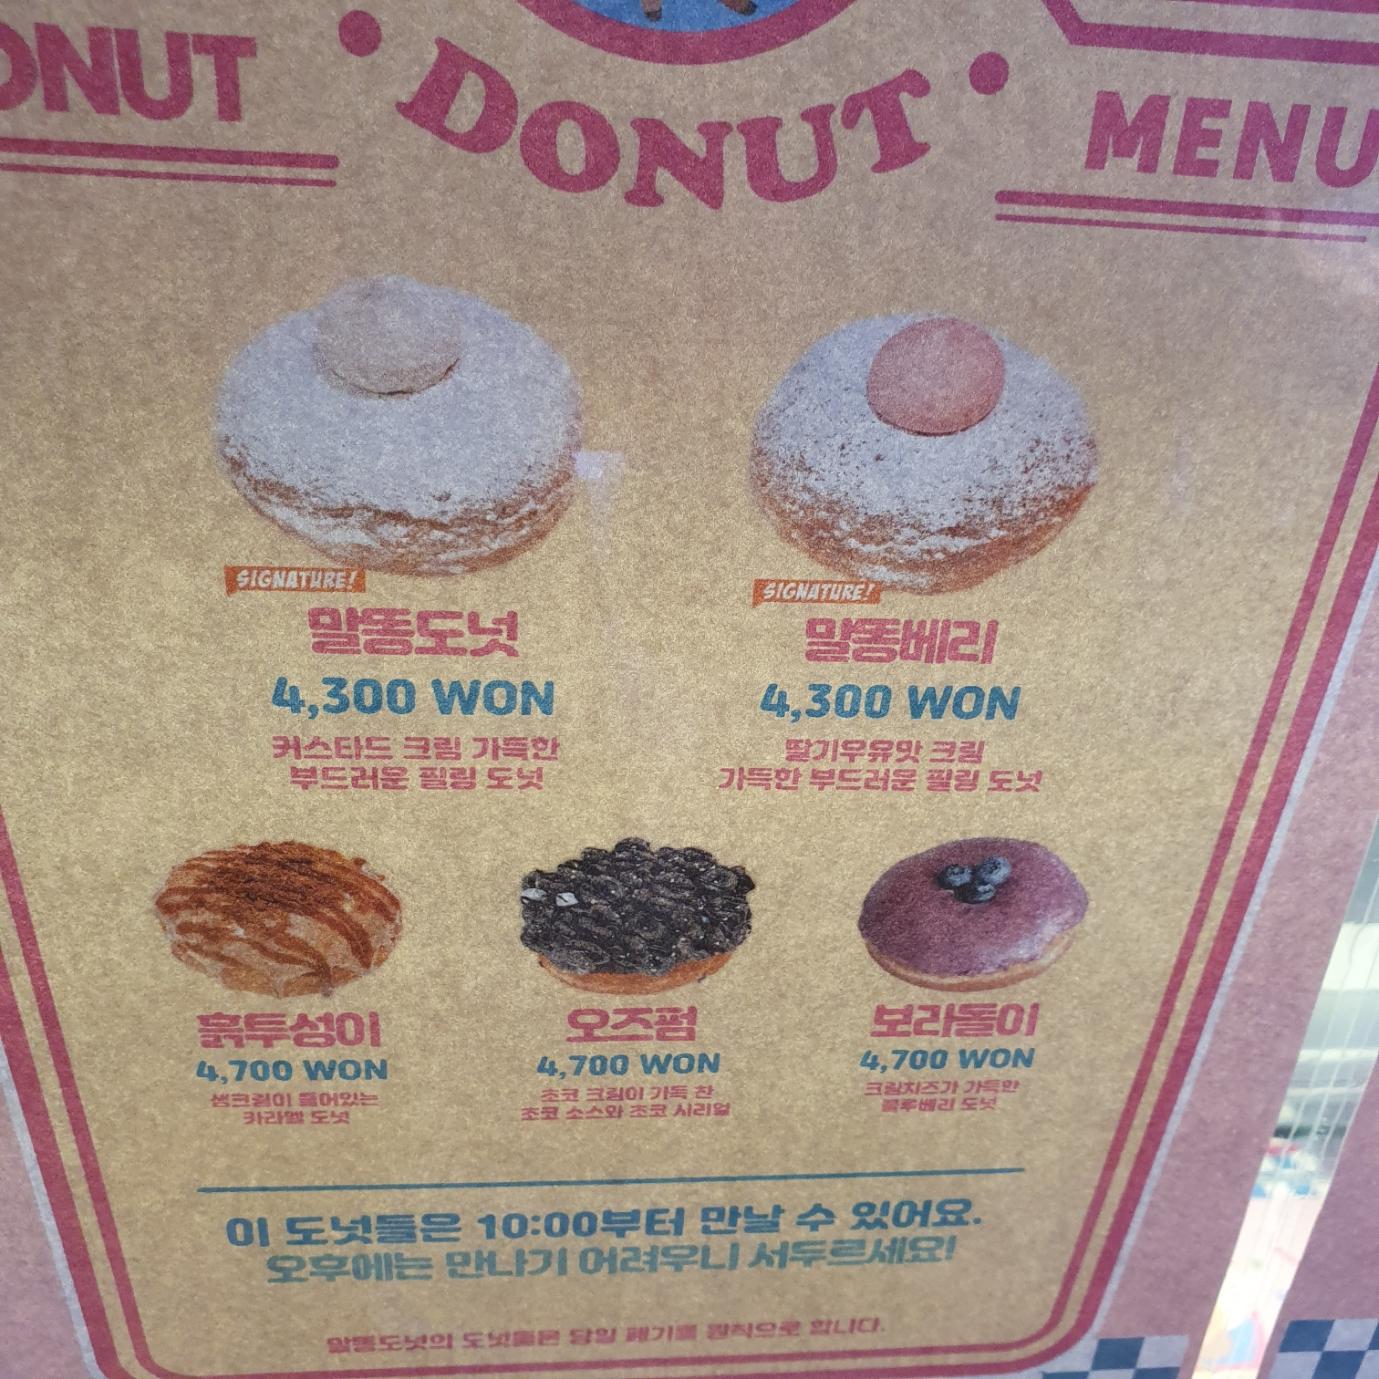 ONUT
DONUT
MENU
SIGNATURE!
말똥도넛
4,300 WON
커스타드 크림 가득한
부드러운 필링 도넛
SIGNATURE!
말똥베리
4,300 WON
딸기우유맛 크림
가득한 부드러운 필링 도넛
흙투성이
4,700 WON
생크림이 들어있는
카라멜 도넛
오즈펌
4,700 WON
초코 크림이 가득 찬
초코 소스와 초코 시리얼
보라돌이
4,700 WON
크림치즈가 가득한
블루베리 도넛
이 도넛들은 10:00부터 만날 수 있어요.
오후에는 만나기 어려우니 서두르세요!
말똥도넛의 도넛들은 당일 폐기를 원칙으로 합니다.